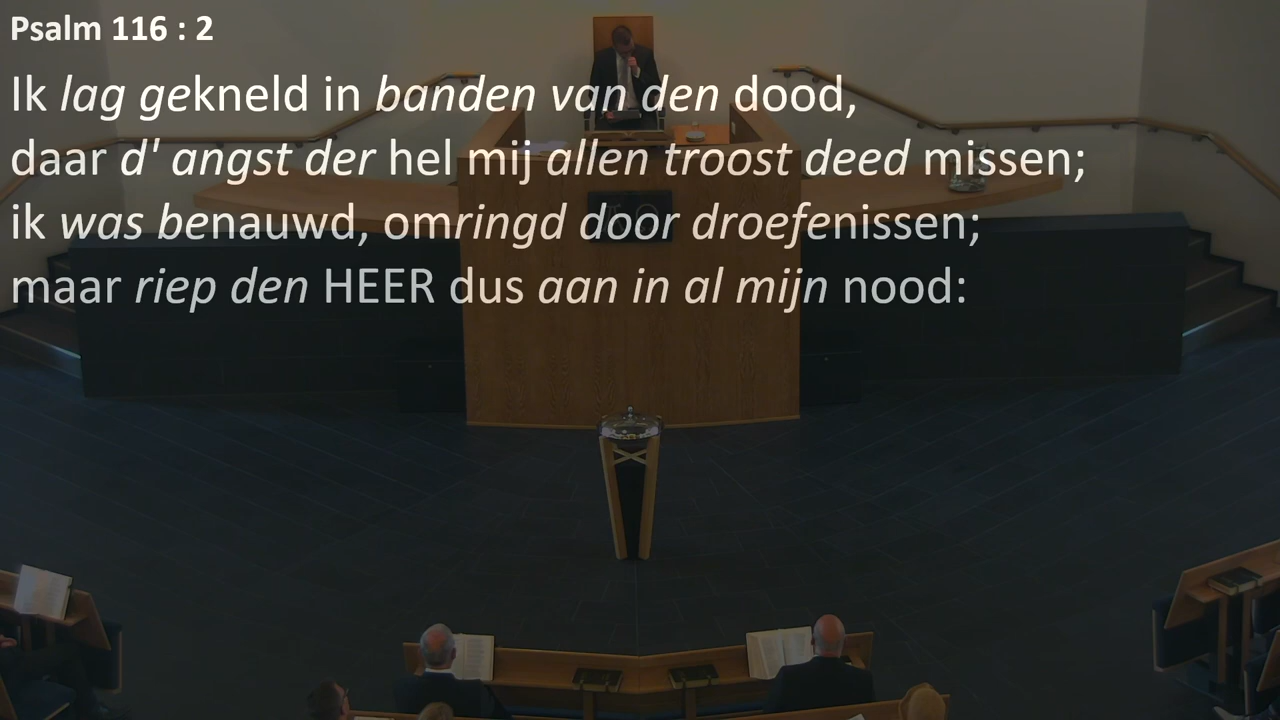 Psalm 116 : 2
Ik lag gekneld in banden van den dood,
daar d' angst der hel mij allen troost deed missen;
ik was benauwd, omringd door droefenissen;
maar riep den HEER dus aan in al mijn nood: